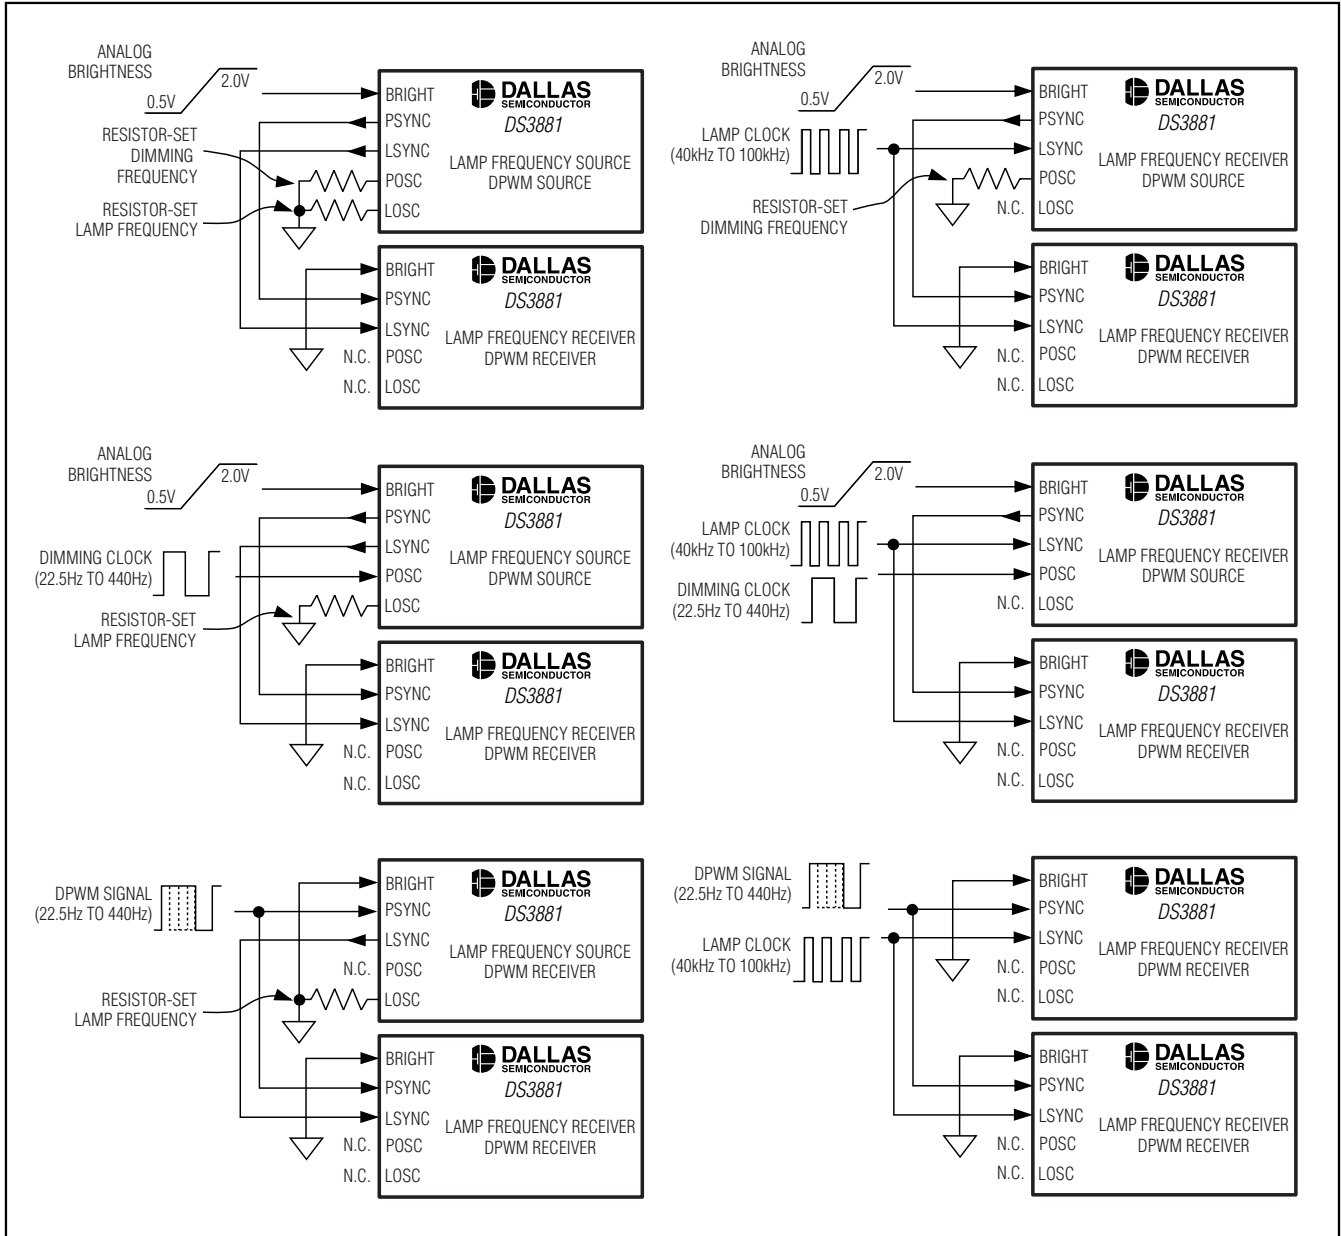 ANALOG
BRIGHTNESS
0.5V
2.0V
RESISTOR-SET
DIMMING
FREQUENCY
RESISTOR-SET
LAMP FREQUENCY
BRIGHT
PSYNC
LSYNC
POSC
LOSC
DALLAS
SEMICONDUCTOR
DS3881
LAMP FREQUENCY SOURCE
DPWM SOURCE
BRIGHT
PSYNC
LSYNC
N.C. POSC
N.C. LOSC
DALLAS
SEMICONDUCTOR
DS3881
LAMP FREQUENCY RECEIVER
DPWM RECEIVER
ANALOG
BRIGHTNESS
0.5V
2.0V
LAMP CLOCK
(40kHz TO 100kHz)
RESISTOR-SET
DIMMING FREQUENCY
BRIGHT
PSYNC
LSYNC
POSC
N.C. LOSC
DALLAS
SEMICONDUCTOR
DS3881
LAMP FREQUENCY RECEIVER
DPWM SOURCE
BRIGHT
PSYNC
LSYNC
N.C. POSC
N.C. LOSC
DALLAS
SEMICONDUCTOR
DS3881
LAMP FREQUENCY RECEIVER
DPWM RECEIVER
ANALOG
BRIGHTNESS
0.5V
2.0V
DIMMING CLOCK
(22.5Hz TO 440Hz)
RESISTOR-SET
LAMP FREQUENCY
BRIGHT
PSYNC
LSYNC
POSC
LOSC
DALLAS
SEMICONDUCTOR
DS3881
LAMP FREQUENCY SOURCE
DPWM SOURCE
BRIGHT
PSYNC
LSYNC
N.C. POSC
N.C. LOSC
DALLAS
SEMICONDUCTOR
DS3881
LAMP FREQUENCY RECEIVER
DPWM RECEIVER
ANALOG
BRIGHTNESS
0.5V
2.0V
LAMP CLOCK
(40kHz TO 100kHz)
DIMMING CLOCK
(22.5Hz TO 440Hz)
BRIGHT
PSYNC
LSYNC
POSC
N.C. LOSC
DALLAS
SEMICONDUCTOR
DS3881
LAMP FREQUENCY RECEIVER
DPWM SOURCE
BRIGHT
PSYNC
LSYNC
N.C. POSC
N.C. LOSC
DALLAS
SEMICONDUCTOR
DS3881
LAMP FREQUENCY RECEIVER
DPWM RECEIVER
DPWM SIGNAL
(22.5Hz TO 440Hz)
RESISTOR-SET
LAMP FREQUENCY
BRIGHT
PSYNC
LSYNC
N.C. POSC
LOSC
DALLAS
SEMICONDUCTOR
DS3881
LAMP FREQUENCY SOURCE
DPWM RECEIVER
BRIGHT
PSYNC
LSYNC
N.C. POSC
N.C. LOSC
DALLAS
SEMICONDUCTOR
DS3881
LAMP FREQUENCY RECEIVER
DPWM RECEIVER
DPWM SIGNAL
(22.5Hz TO 440Hz)
LAMP CLOCK
(40kHz TO 100kHz)
BRIGHT
PSYNC
LSYNC
N.C. POSC
N.C. LOSC
DALLAS
SEMICONDUCTOR
DS3881
LAMP FREQUENCY RECEIVER
DPWM RECEIVER
BRIGHT
PSYNC
LSYNC
N.C. POSC
N.C. LOSC
DALLAS
SEMICONDUCTOR
DS3881
LAMP FREQUENCY RECEIVER
DPWM RECEIVER